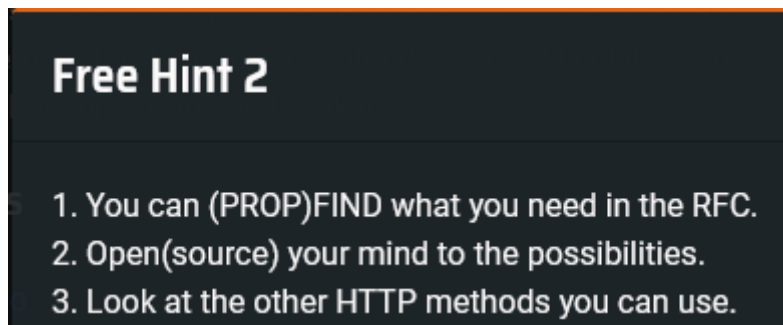 Free Hint 2
1. You can (PROP)FIND what you need in the RFC.
2. Open(source) your mind to the possibilities.
3. Look at the other HTTP methods you can use.